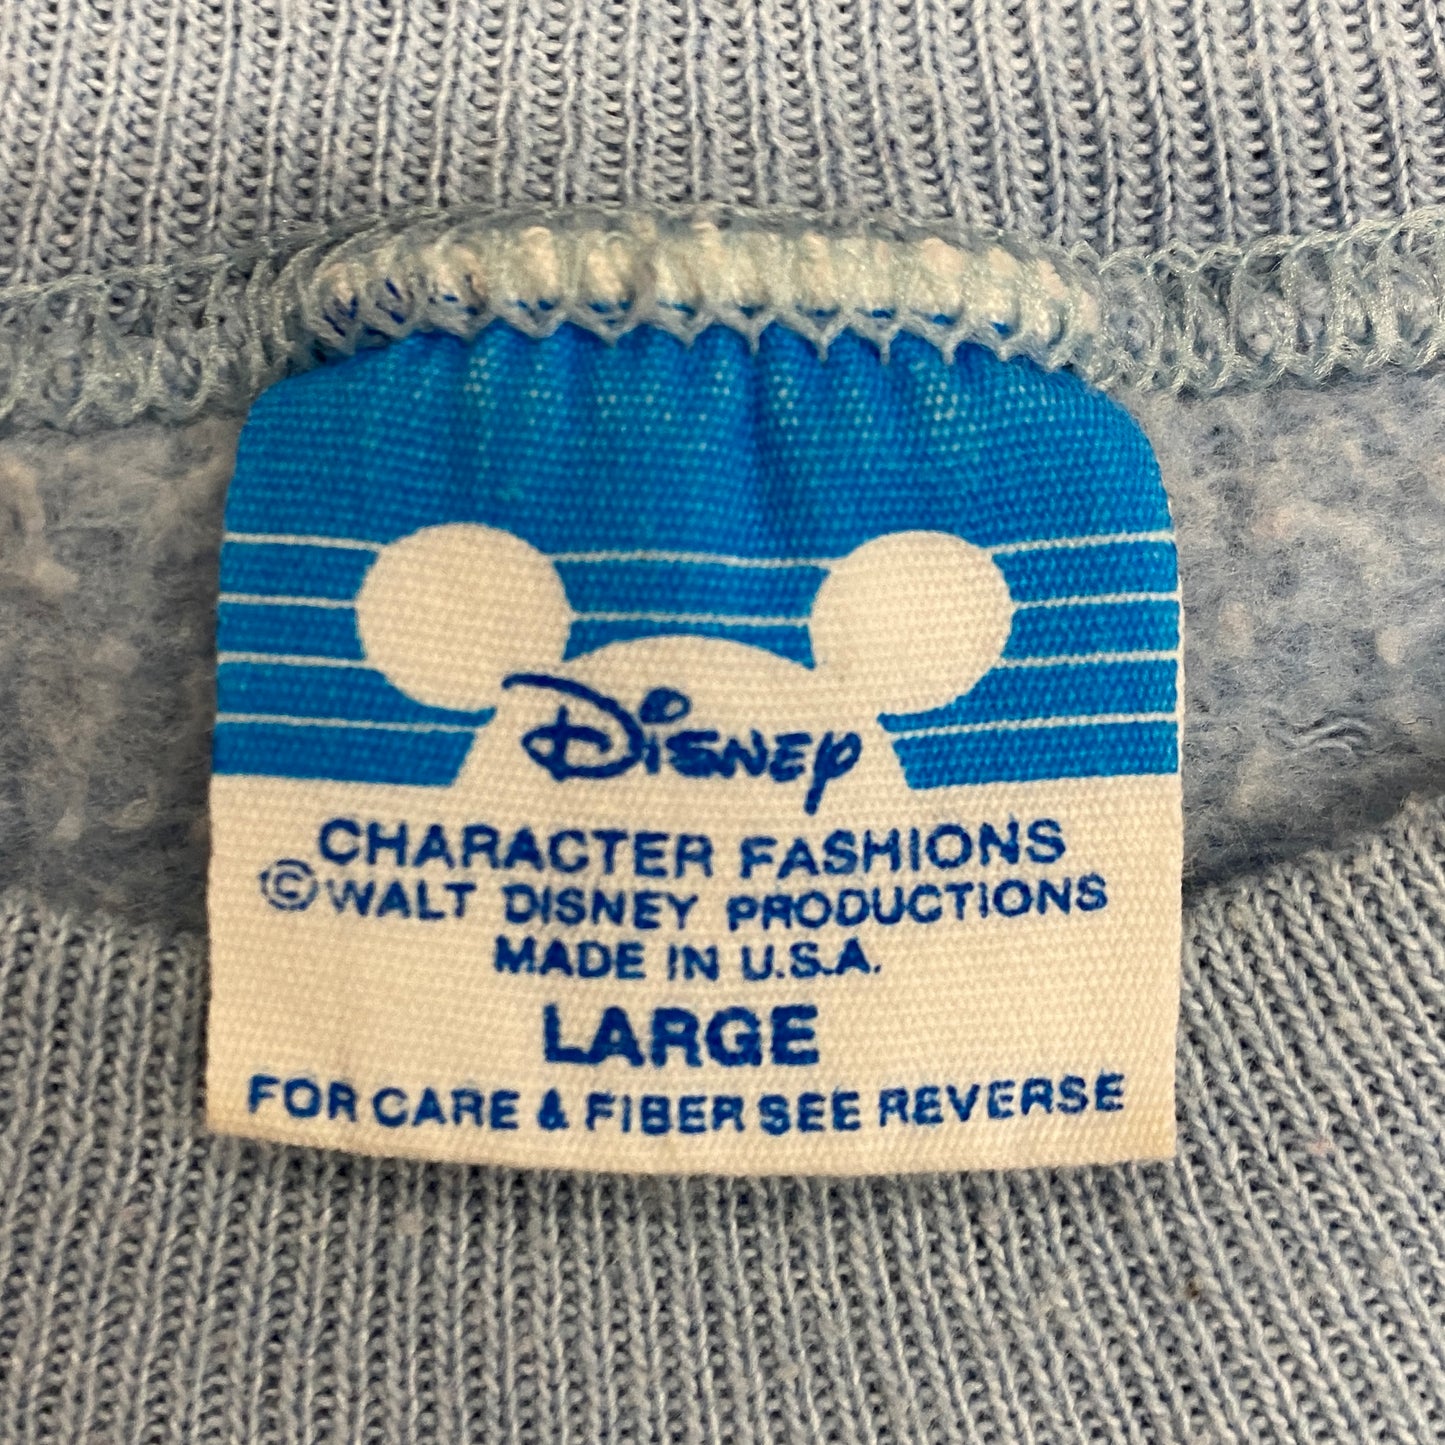 Disney
CHARACTER FASHIONS
©WALT DISNEY PRODUCTIONS
MADE IN U.S.A.
LARGE
FOR CARE & FIBER SEE REVERSE